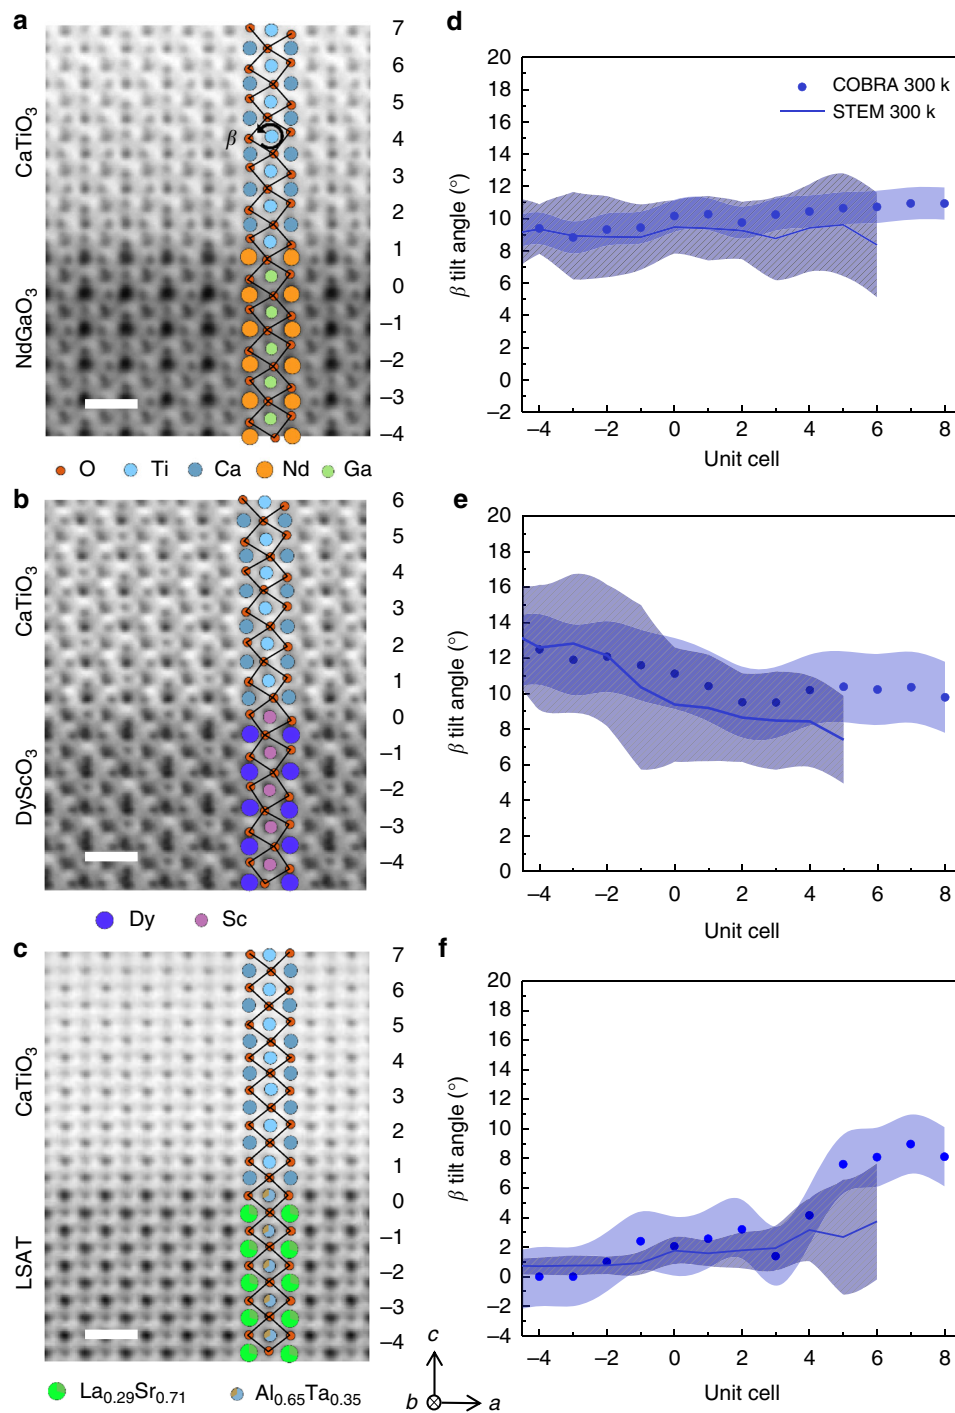 a
CaTiO3
NdGaO3
β
7
6
5
4
3
2
1
0
–1
–2
–3
–4
O Ti Ca Nd Ga
b
CaTiO3
DyScO3
6
5
4
3
2
1
0
–1
–2
–3
–4
Dy Sc
c
CaTiO3
LSAT
7
6
5
4
3
2
1
0
–1
–2
–3
–4
La0.29Sr0.71 Al0.65Ta0.35
c
b a
d
β tilt angle (°)
20
18
16
14
12
10
8
6
4
2
0
–2
COBRA 300 k
STEM 300 k
–4 –2 0 2 4 6 8
Unit cell
e
β tilt angle (°)
20
18
16
14
12
10
8
6
4
2
0
–4 –2 0 2 4 6 8
Unit cell
f
β tilt angle (°)
20
18
16
14
12
10
8
6
4
2
0
–2
–4
–4 –2 0 2 4 6 8
Unit cell